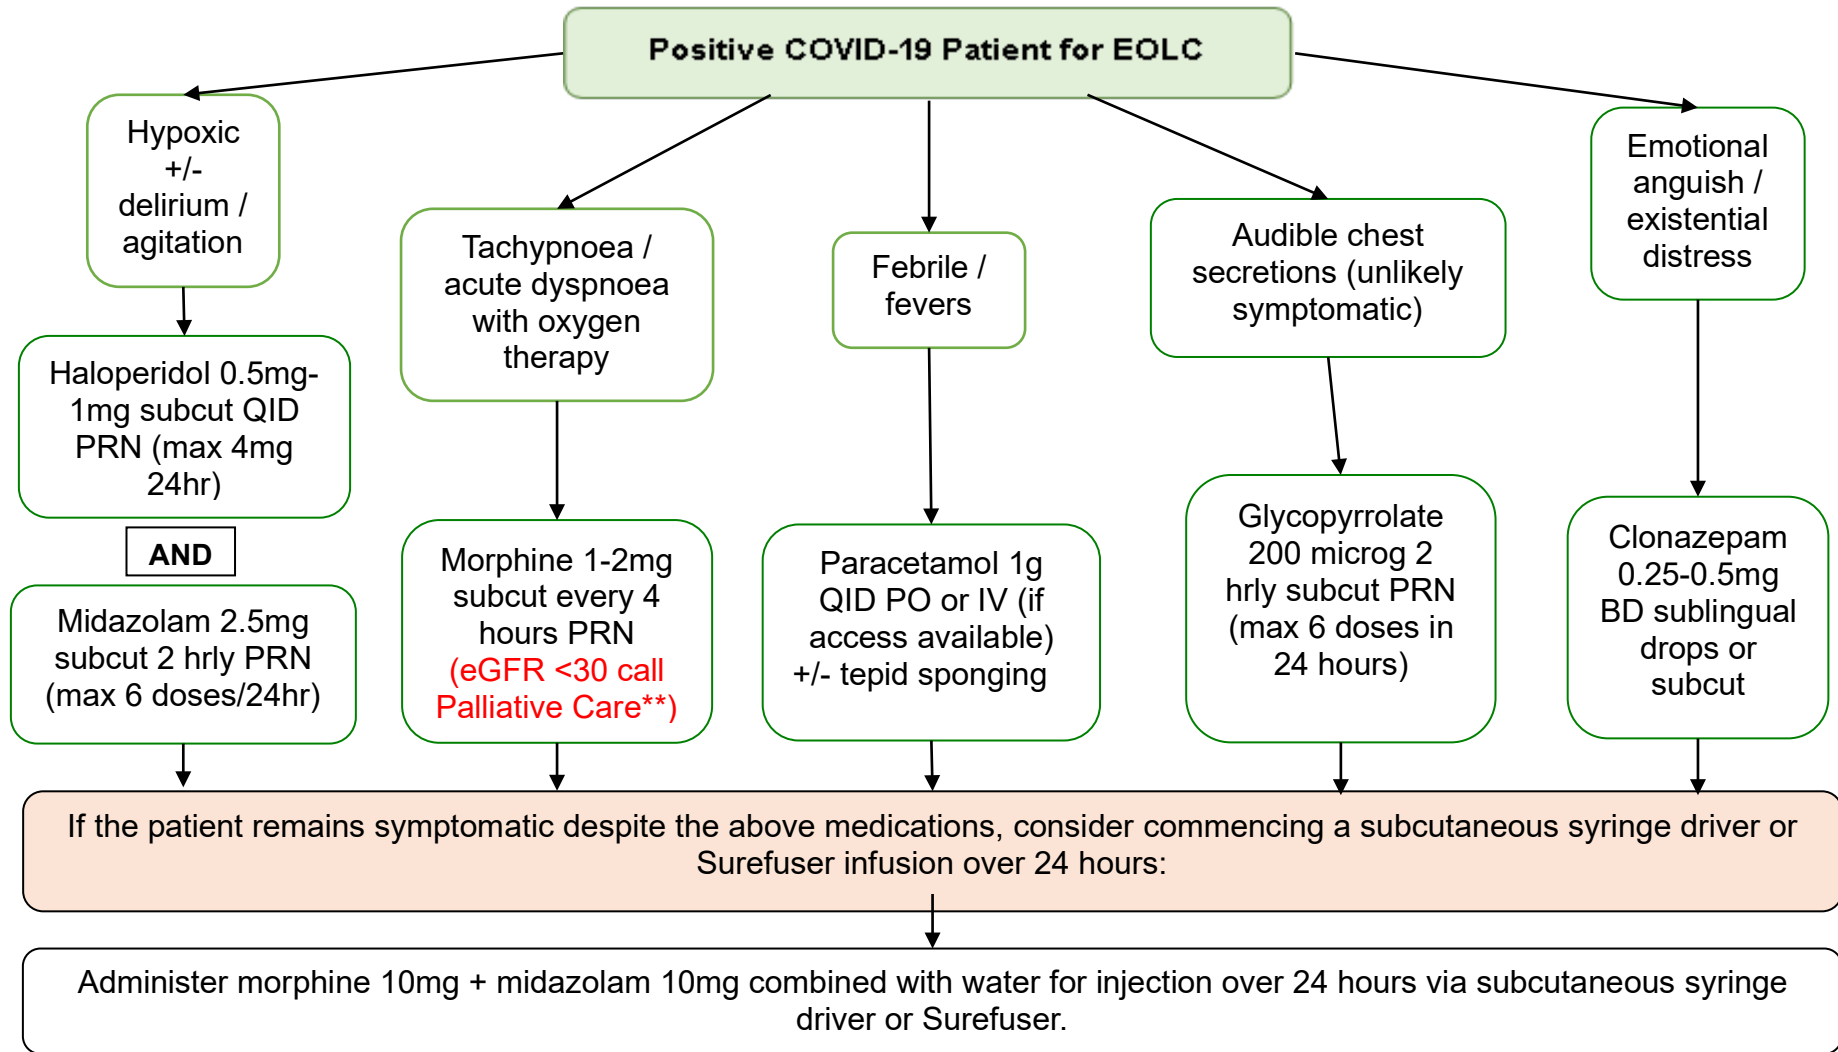 Positive COVID-19 Patient for EOLC
Hypoxic
+/-
delirium /
agitation
Haloperidol 0.5mg-
1mg subcut QID
PRN (max 4mg
24hr)
AND
Midazolam 2.5mg
subcut 2 hrly PRN
(max 6 doses/24hr)
Tachypnoea /
acute dyspnoea
with oxygen
therapy
Morphine 1-2mg
subcut every 4
hours PRN
(eGFR <30 call
Palliative Care**)
Febrile /
fevers
Paracetamol 1g
QID PO or IV (if
access available)
+/- tepid sponging
Audible chest
secretions (unlikely
symptomatic)
Glycopyrrolate
200 microg 2
hrly subcut PRN
(max 6 doses in
24 hours)
Emotional
anguish /
existential
distress
Clonazepam
0.25-0.5mg
BD sublingual
drops or
subcut
If the patient remains symptomatic despite the above medications, consider commencing a subcutaneous syringe driver or
Surefuser infusion over 24 hours:
Administer morphine 10mg + midazolam 10mg combined with water for injection over 24 hours via subcutaneous syringe
driver or Surefuser.